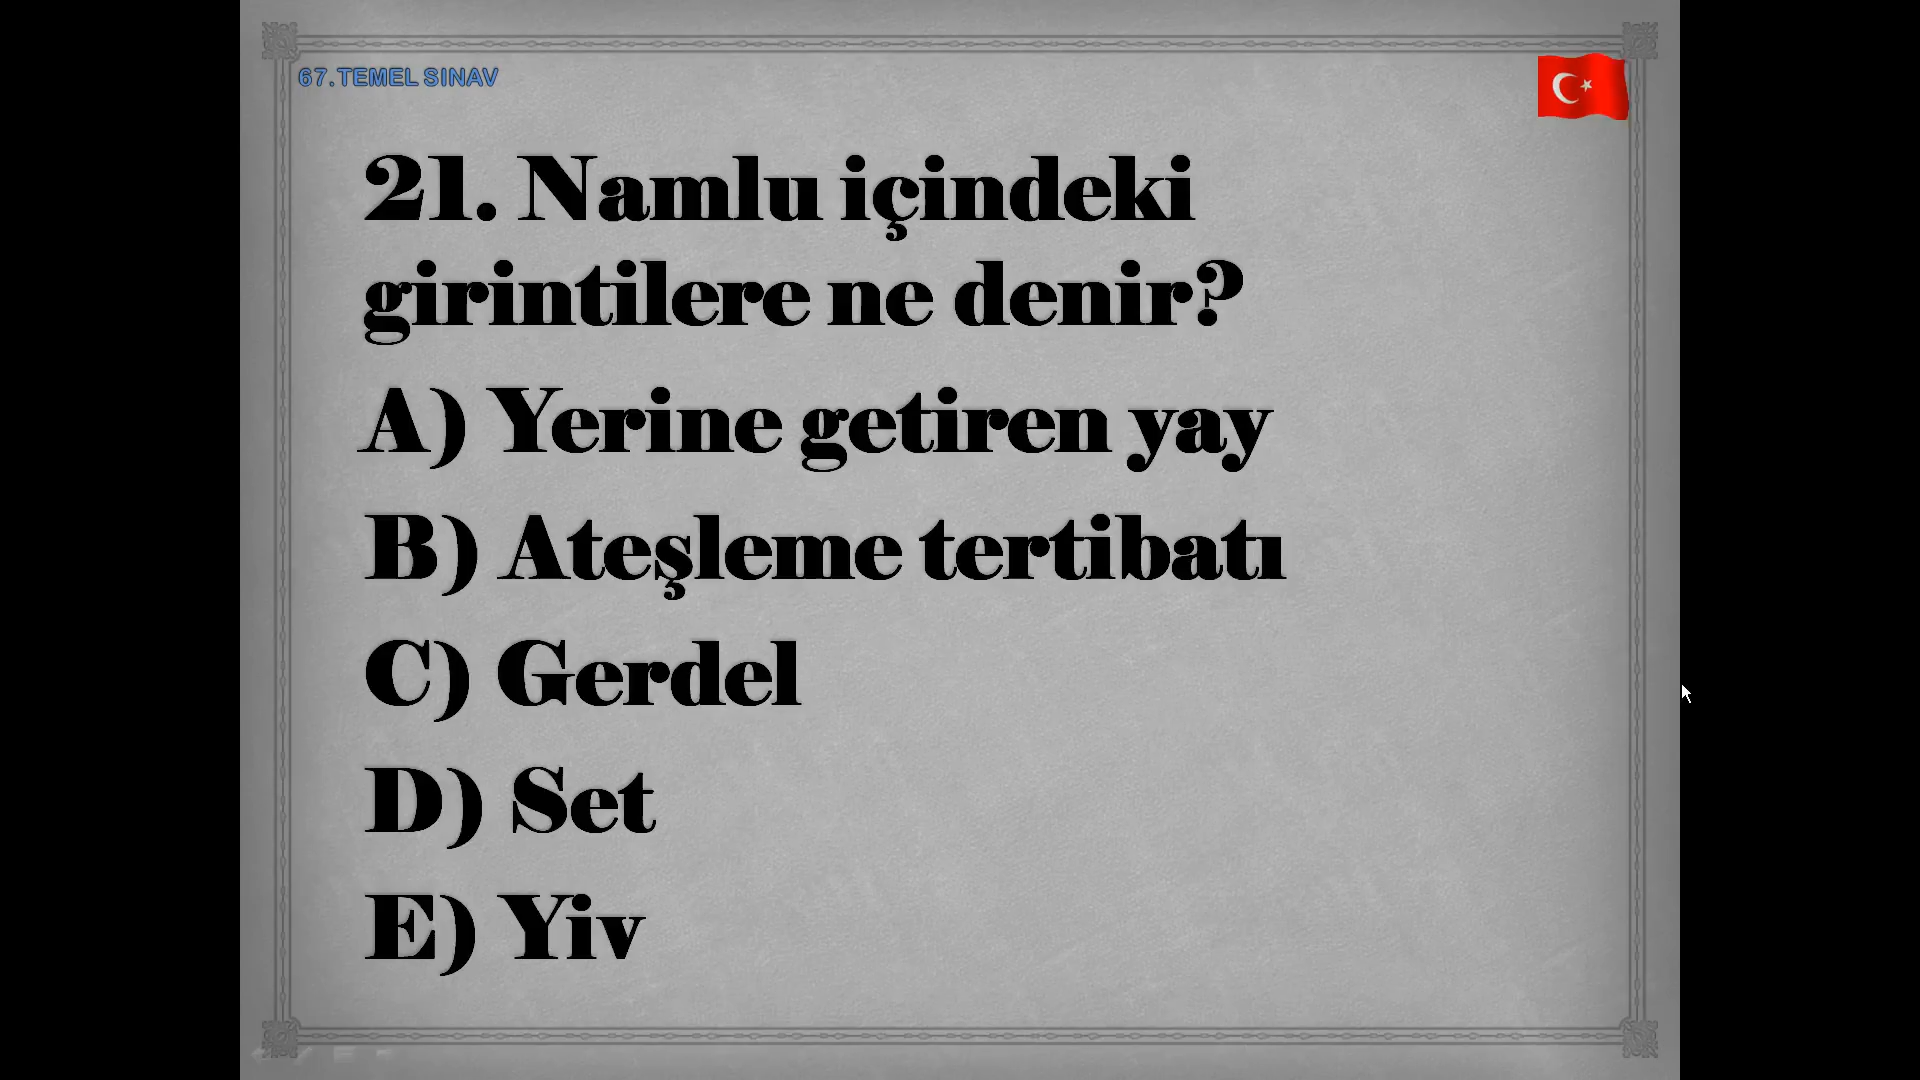 67.TEMEL SINAV
21. Namlu içindeki
girintilere ne denir?
A) Yerine getiren yay
B) Ateşleme tertibatı
C) Gerdel
D) Set
E) Yiv